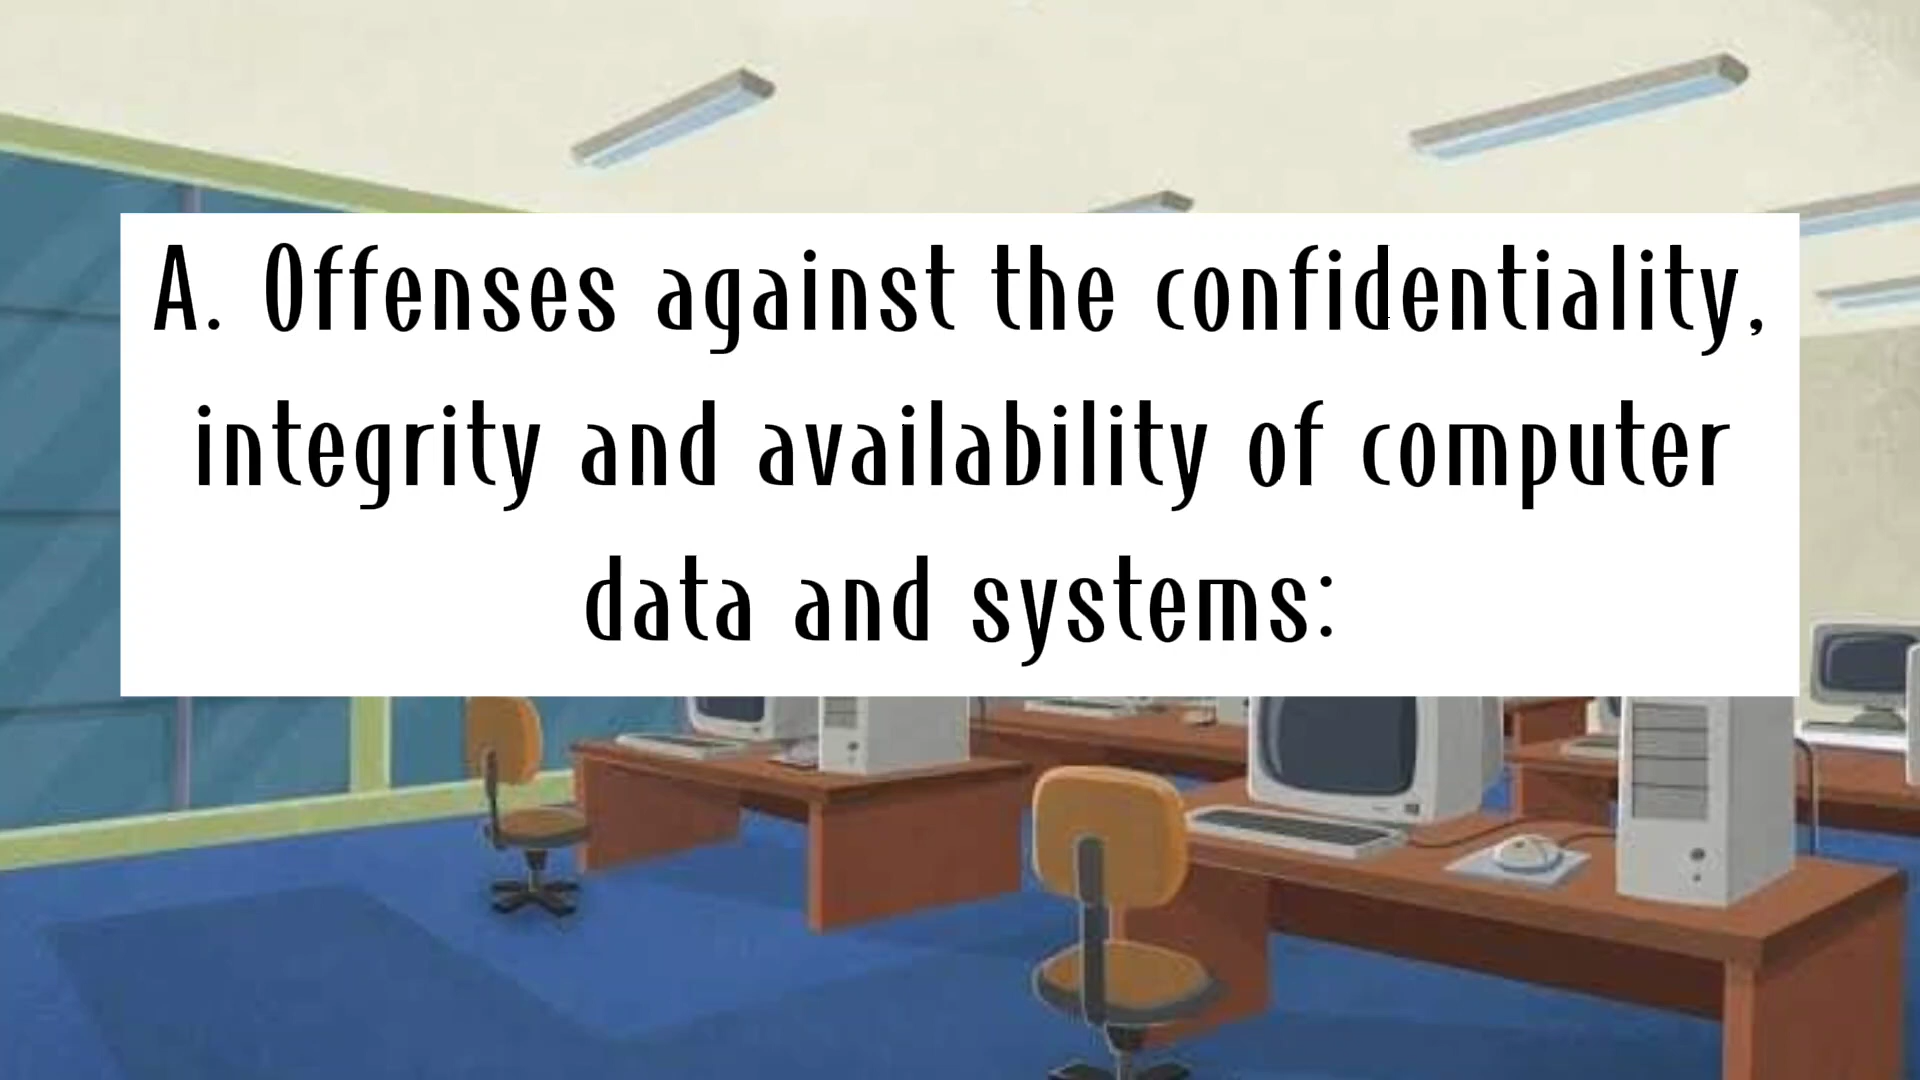 A. Offenses against the confidentiality,
integrity and availability of computer
data and systems: